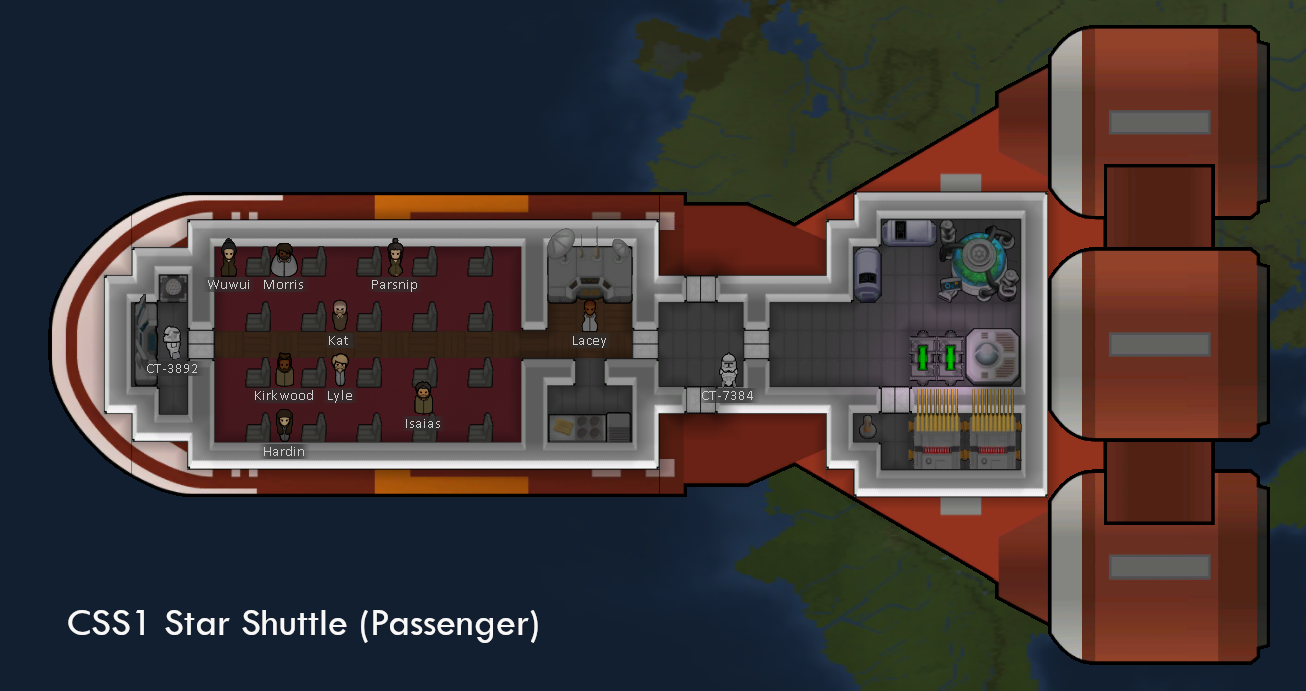 Wuwui Morris Parsnip
Kat Lacey
CT-3892
Kirkwood Lyle CT-7384
Isaias
Hardin
CSS1 Star Shuttle (Passenger)